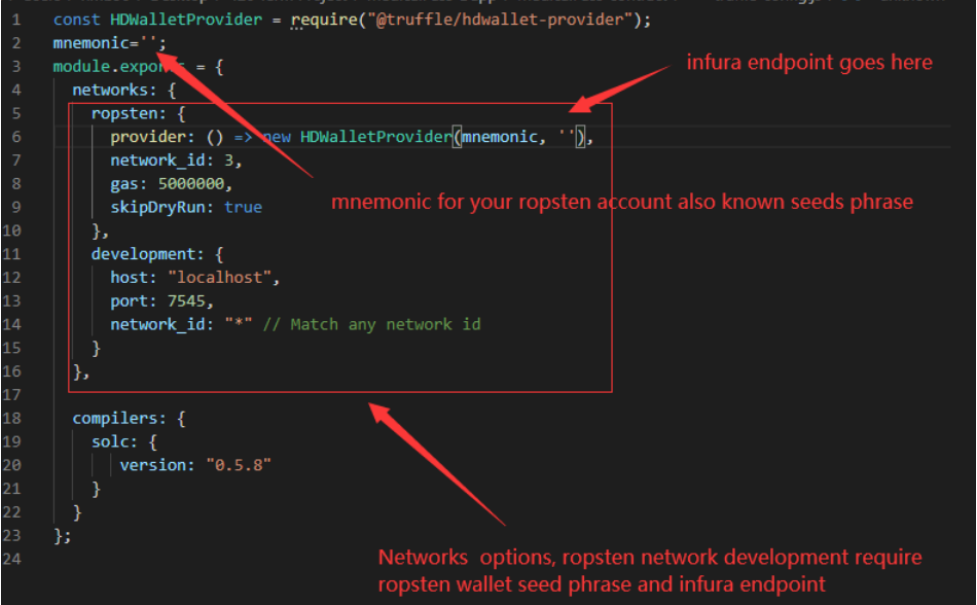 1 const HDWalletProvider = require("@truffle/hdwallet-provider");
2 mnemonic='';
3 module.exports = {
infura endpoint goes here
4 networks: {
5 ropsten: {
6 provider: () => new HDWalletProvider(mnemonic, ''),
7 network_id: 3,
8 gas: 5000000,
9 skipDryRun: true
mnemonic for your ropsten account also known seeds phrase
10 },
11 development: {
12 host: "localhost",
13 port: 7545,
14 network_id: "*" // Match any network id
15 }
16 },
17
18 compilers: {
19 solc: {
20 version: "0.5.8"
21 }
22 }
23 };
24
Networks options, ropsten network development require
ropsten wallet seed phrase and infura endpoint